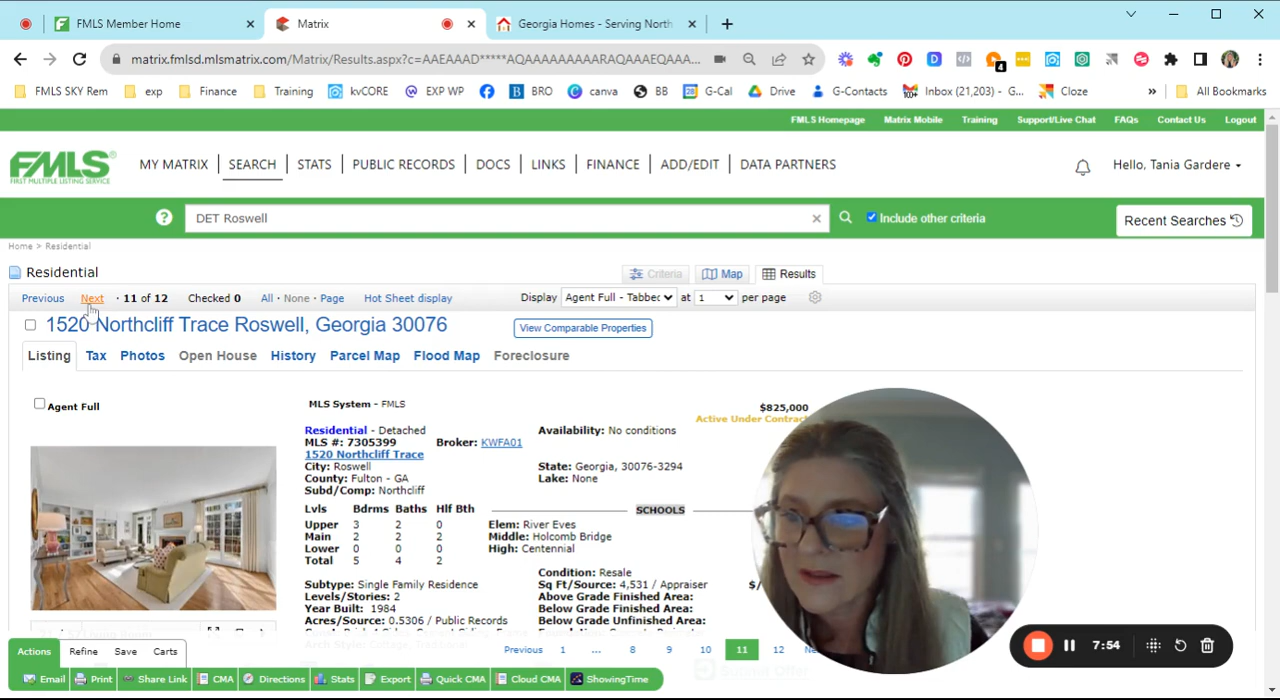 FMLS Member Home
Matrix
Georgia Homes - Serving North
matrix.fmlsd.mlsmatrix.com/Matrix/Results.aspx?c=AAEAAAD*****AQAAAAAAAAARAQAAAEQAAA...
4
FMLS SKY Rem
exp
Finance
Training
kvCORE
EXP WP
BRO
canva
BB
G-Cal
Drive
G-Contacts
Inbox (21,203) - G...
Cloze
»
All Bookmarks
FMLS Homepage Matrix Mobile Training Support/Live Chat FAQs Contact Us Logout
FMLS
FIRST MULTIPLE LISTING SERVICE
MY MATRIX SEARCH STATS PUBLIC RECORDS DOCS LINKS FINANCE ADD/EDIT DATA PARTNERS
Hello, Tania Gardere
DET Roswell
Include other criteria
Recent Searches
Home > Residential
Residential
Criteria Map Results
Previous Next · 11 of 12 Checked 0 All · None · Page Hot Sheet display Display Agent Full - Tabbed at 1 per page
1520 Northcliff Trace Roswell, Georgia 30076
View Comparable Properties
Listing Tax Photos Open House History Parcel Map Flood Map Foreclosure
Agent Full
MLS System - FMLS
$825,000
Active Under Contract
Residential - Detached
MLS #: 7305399 Broker: KWFA01
1520 Northcliff Trace
City: Roswell
County: Fulton - GA
Subd/Comp: Northcliff
Availability: No conditions
State: Georgia, 30076-3294
Lake: None
Lvls Bdrms Baths Hlf Bth
Upper 3 2 0
Main 2 2 2
Lower 0 0 0
Total 5 4 2
SCHOOLS
Elem: River Eves
Middle: Holcomb Bridge
High: Centennial
Subtype: Single Family Residence
Levels/Stories: 2
Year Built: 1984
Acres/Source: 0.5306 / Public Records
Condition: Resale
Sq Ft/Source: 4,531 / Appraiser
Above Grade Finished Area:
Below Grade Finished Area:
Below Grade Unfinished Area:
$/
Actions Refine Save Carts
Previous 1 ... 8 9 10 11 12
Email Print Share Link CMA Directions Stats Export Quick CMA Cloud CMA ShowingTime
7:54